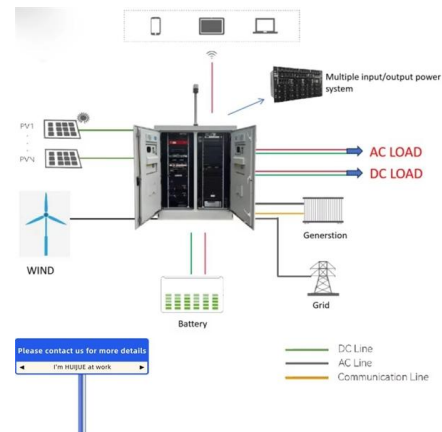 Multiple input/output power
system
PV1
PVN
AC LOAD
DC LOAD
WIND
Generstion
Grid
Battery
Please contact us for more details
I'm HUIJUE at work
DC Line
AC Line
Communication Line